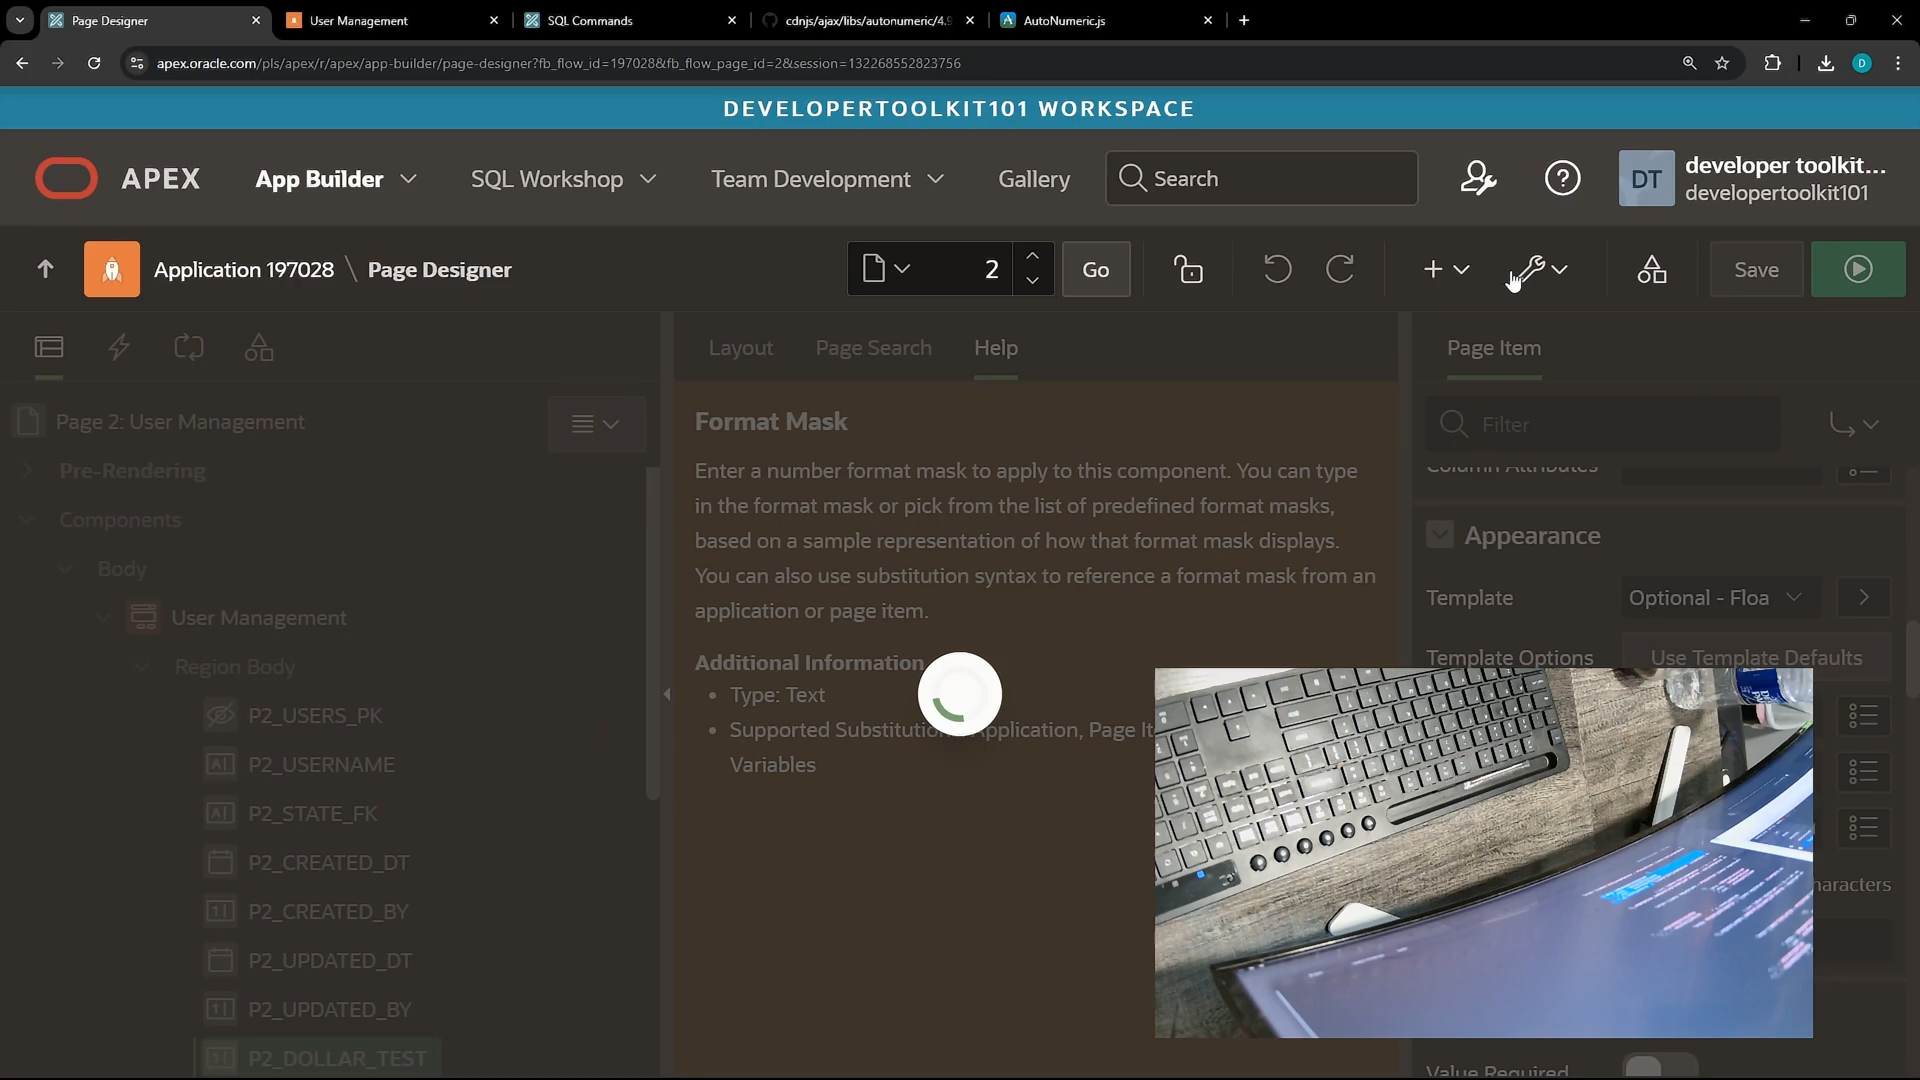 Page Designer
User Management
SQL Commands
cdnjs/ajax/libs/autonumeric/4.9
AutoNumeric.js
apex.oracle.com/pls/apex/r/apex/app-builder/page-designer?fb_flow_id=197028&fb_flow_page_id=2&session=132268552823756
D
DEVELOPERTOOLKIT101 WORKSPACE
APEX
App Builder
SQL Workshop
Team Development
Gallery
Search
DT
developer toolkit...
developertoolkit101
Application 197028 \ Page Designer
2
Go
Save
Layout
Page Search
Help
Page Item
Page 2: User Management
Pre-Rendering
Components
Body
User Management
Region Body
P2_USERS_PK
P2_USERNAME
P2_STATE_FK
P2_CREATED_DT
P2_CREATED_BY
P2_UPDATED_DT
P2_UPDATED_BY
P2_DOLLAR_TEST
Format Mask
Enter a number format mask to apply to this component. You can type
in the format mask or pick from the list of predefined format masks,
based on a sample representation of how that format mask displays.
You can also use substitution syntax to reference a format mask from an
application or page item.
Additional Information
• Type: Text
• Supported Substitution Application, Page It
Variables
Filter
Column Attributes
Appearance
Template
Optional - Floa
Template Options
Use Template Defaults
haracters
Value Required